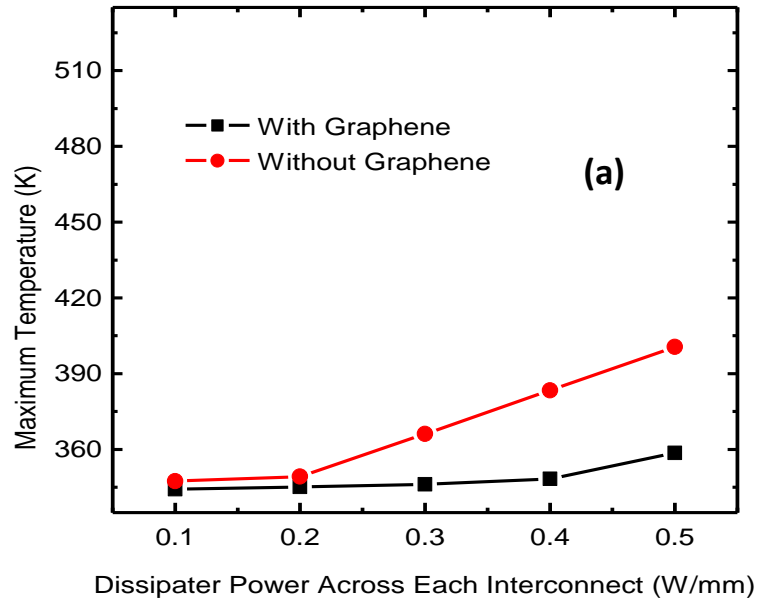 510
480
450
420
390
360
Maximum Temperature (K)
With Graphene
Without Graphene
(a)
0.1 0.2 0.3 0.4 0.5
Dissipater Power Across Each Interconnect (W/mm)